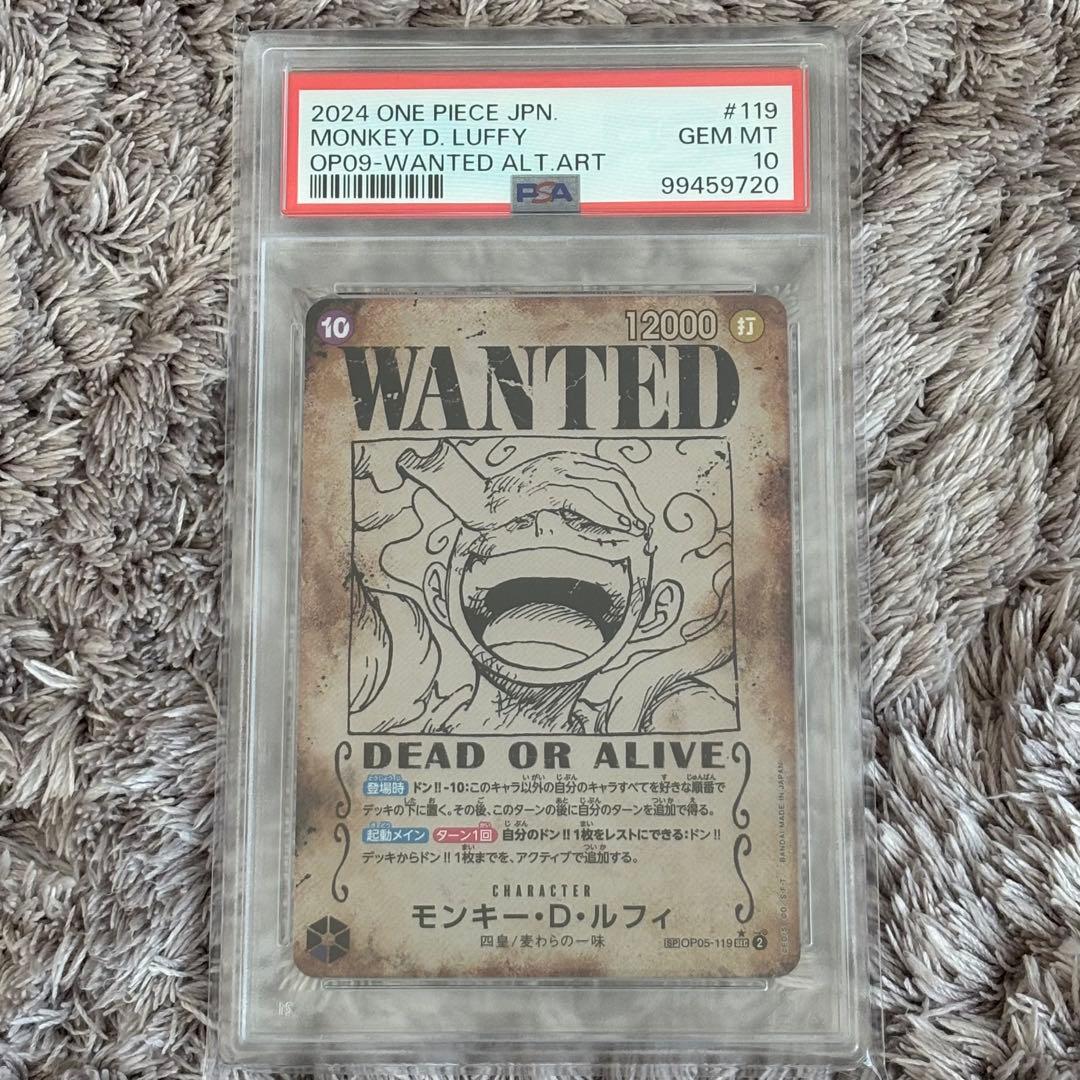 2024 ONE PIECE JPN. #119
MONKEY D. LUFFY GEM MT
OP09-WANTED ALT.ART 10
PSA 99459720
10 12000 打
WANTED
DEAD OR ALIVE
登場時 ドン!!-10:このキャラ以外の自分のキャラすべてを好きな順番で
デッキの下に置く。その後、このターンの後に自分のターンを追加で得る。
起動メイン ターン1回 自分のドン!!1枚をレストにできる:ドン!!
デッキからドン!!1枚までを、アクティブで追加する。
CHARACTER
モンキー・D・ルフィ
四皇/麦わらの一味
SP OP05-119 SEC 2
BANDAI MADE IN JAPAN